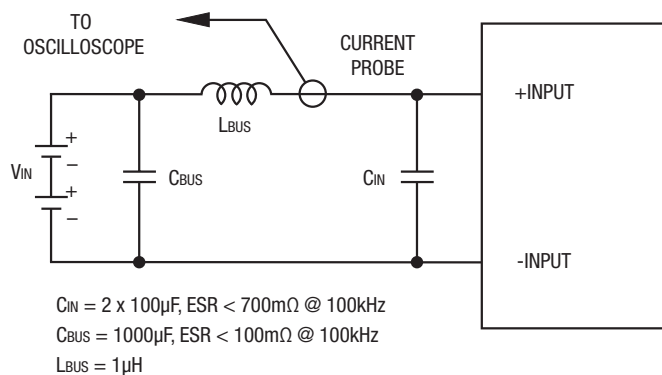 TO
OSCILLOSCOPE
CURRENT
PROBE
+INPUT
LBUS
VIN
+
−
+
−
CBUS
CIN
-INPUT
CIN = 2 x 100µF, ESR < 700mΩ @ 100kHz
CBUS = 1000µF, ESR < 100mΩ @ 100kHz
LBUS = 1µH